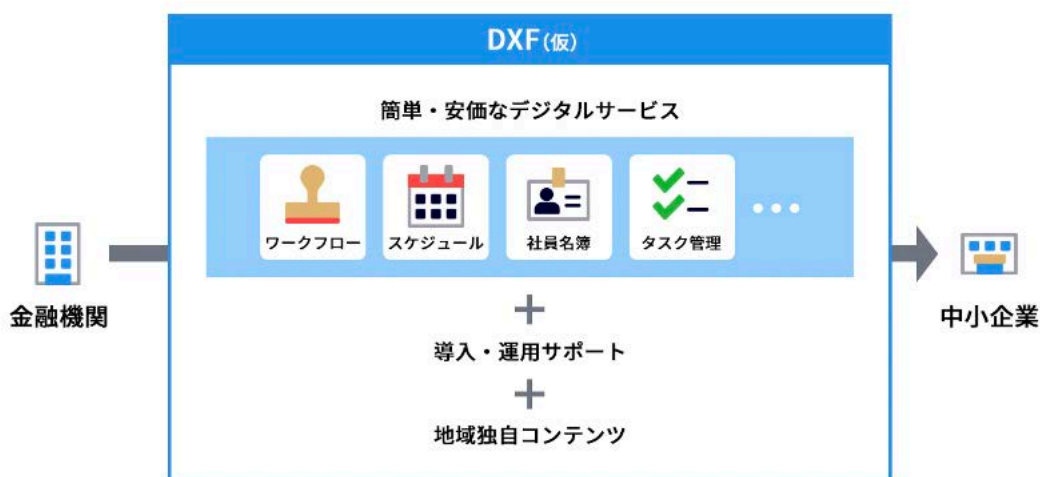 DXF(仮)
簡単・安価なデジタルサービス
ワークフロー
スケジュール
社員名簿
タスク管理
金融機関
中小企業
導入・運用サポート
地域独自コンテンツ